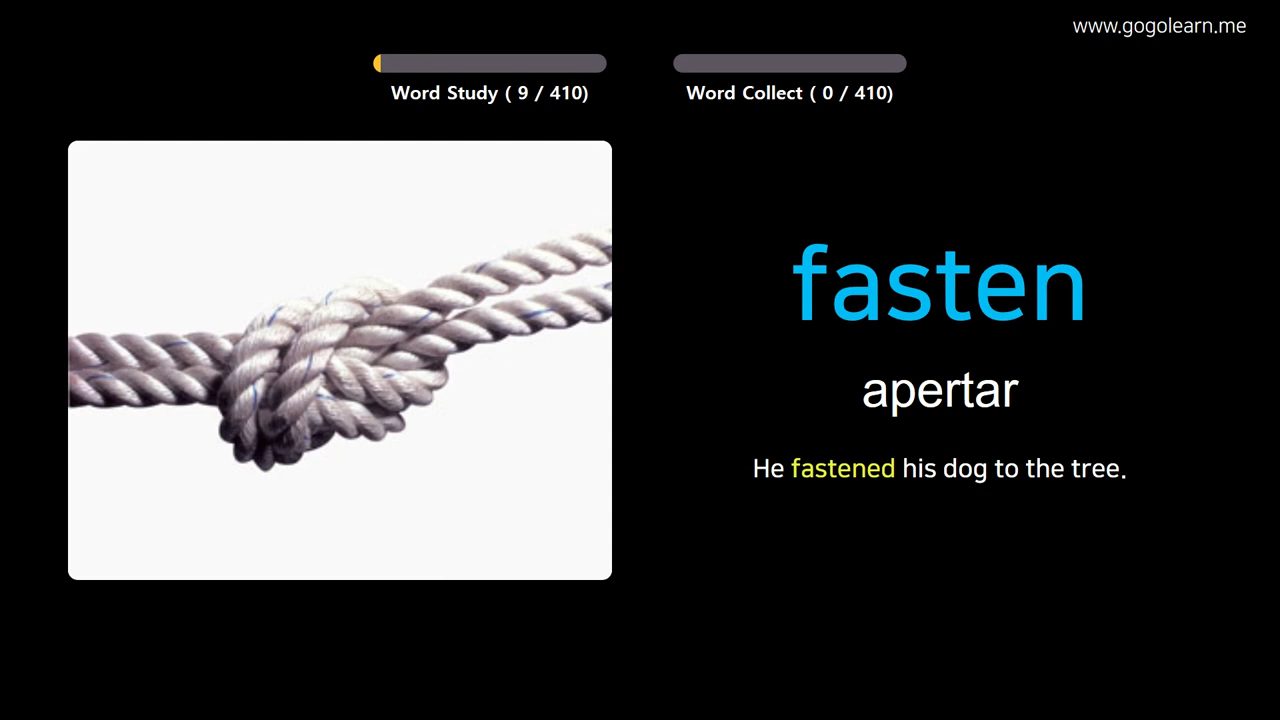 www.gogolearn.me
Word Study ( 9 / 410)
Word Collect ( 0 / 410)
fasten
apertar
He fastened his dog to the tree.